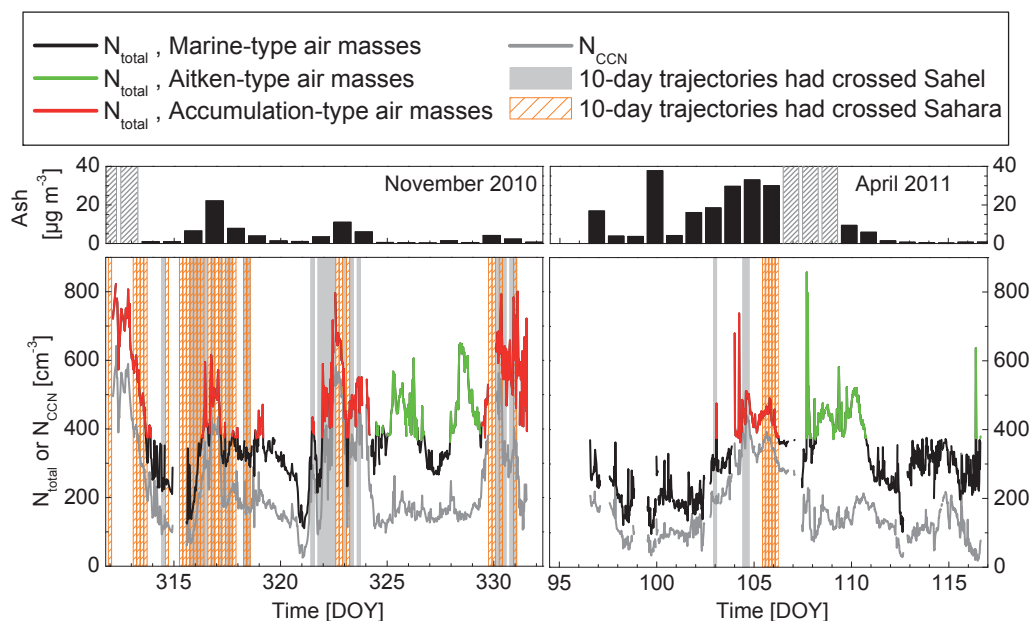 N_total , Marine-type air masses
N_total , Aitken-type air masses
N_total , Accumulation-type air masses
N_CCN
10-day trajectories had crossed Sahel
10-day trajectories had crossed Sahara
Ash
[µg m⁻³]
40
20
0
November 2010
April 2011
40
20
0
N_total or N_CCN [cm⁻³]
800
600
400
200
0
800
600
400
200
0
315 320 325 330
95 100 105 110 115
Time [DOY]
Time [DOY]